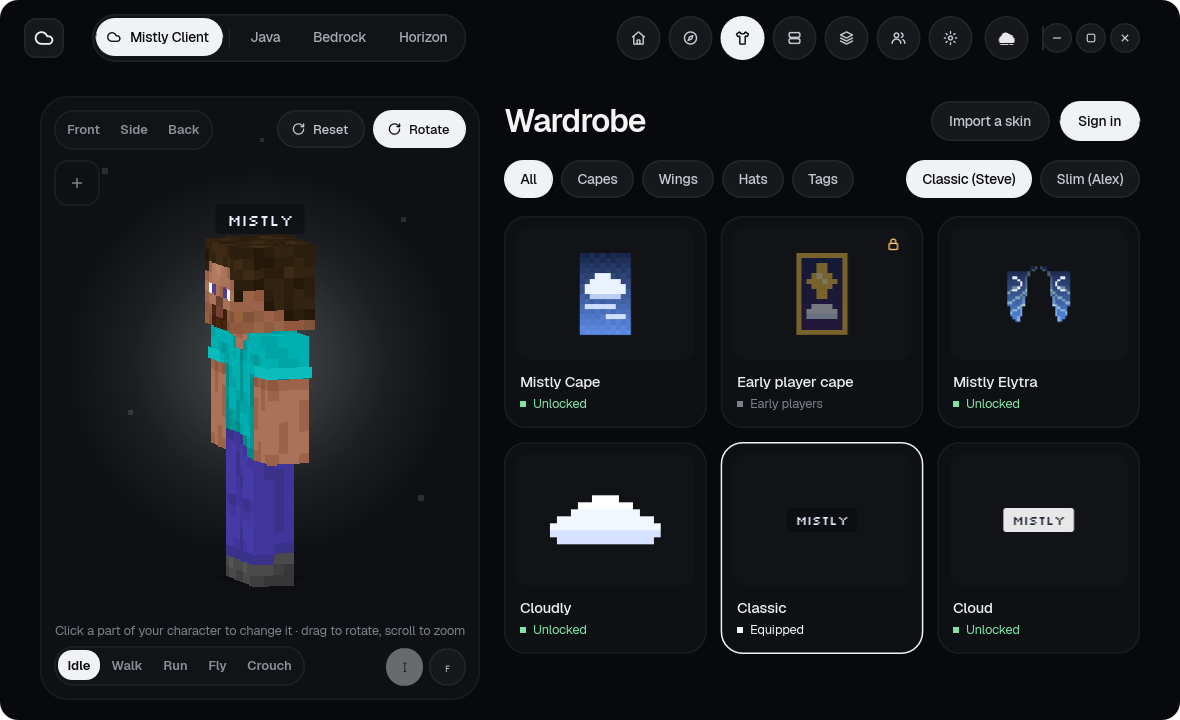 Mistly Client Java Bedrock Horizon
Front Side Back Reset Rotate
MISTLY
Click a part of your character to change it · drag to rotate, scroll to zoom
Idle Walk Run Fly Crouch F
Wardrobe
Import a skin Sign in
All Capes Wings Hats Tags Classic (Steve) Slim (Alex)
Mistly Cape
Unlocked
Early player cape
Early players
Mistly Elytra
Unlocked
Cloudly
Unlocked
MISTLY
Classic
Equipped
MISTLY
Cloud
Unlocked